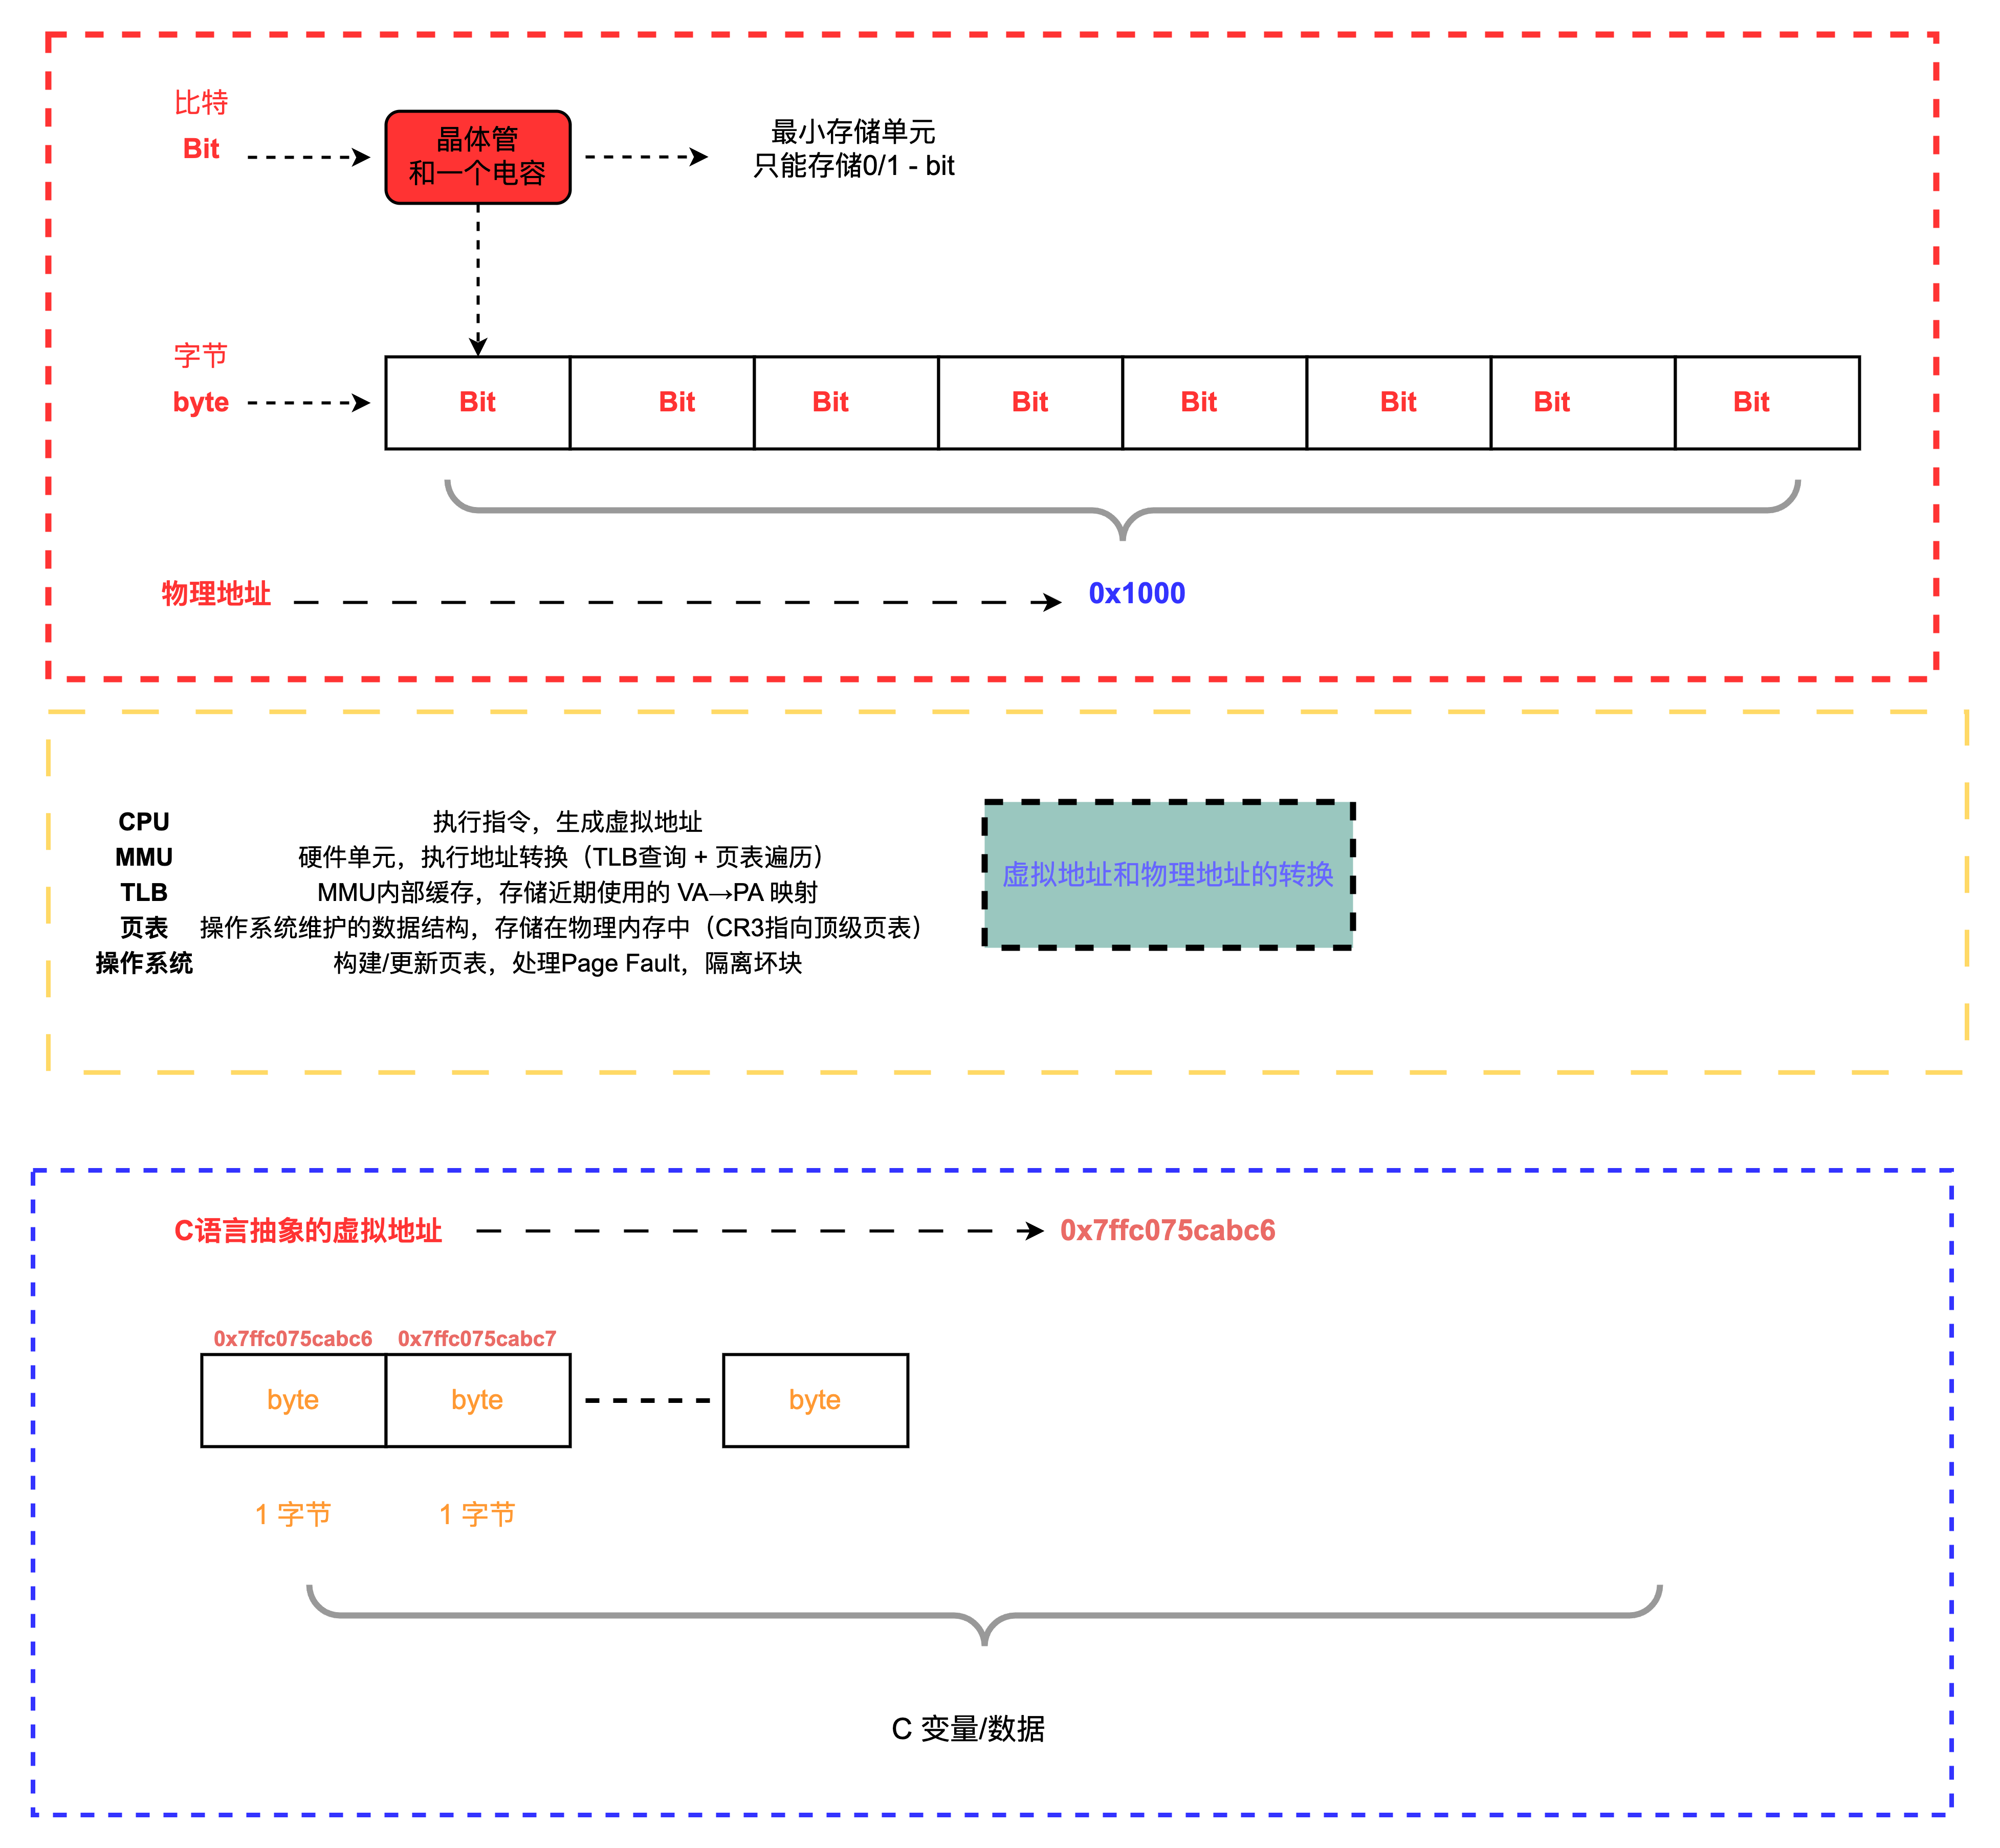 比特
Bit
晶体管
和一个电容
最小存储单元
只能存储0/1 - bit
字节
byte
Bit Bit Bit Bit Bit Bit Bit Bit
物理地址
0x1000
CPU 执行指令，生成虚拟地址
MMU 硬件单元，执行地址转换（TLB查询 + 页表遍历）
TLB MMU内部缓存，存储近期使用的 VA→PA 映射
页表 操作系统维护的数据结构，存储在物理内存中（CR3指向顶级页表）
操作系统 构建/更新页表，处理Page Fault，隔离坏块
虚拟地址和物理地址的转换
C语言抽象的虚拟地址
0x7ffc075cabc6
0x7ffc075cabc6 0x7ffc075cabc7
byte byte byte
1 字节 1 字节
C 变量/数据